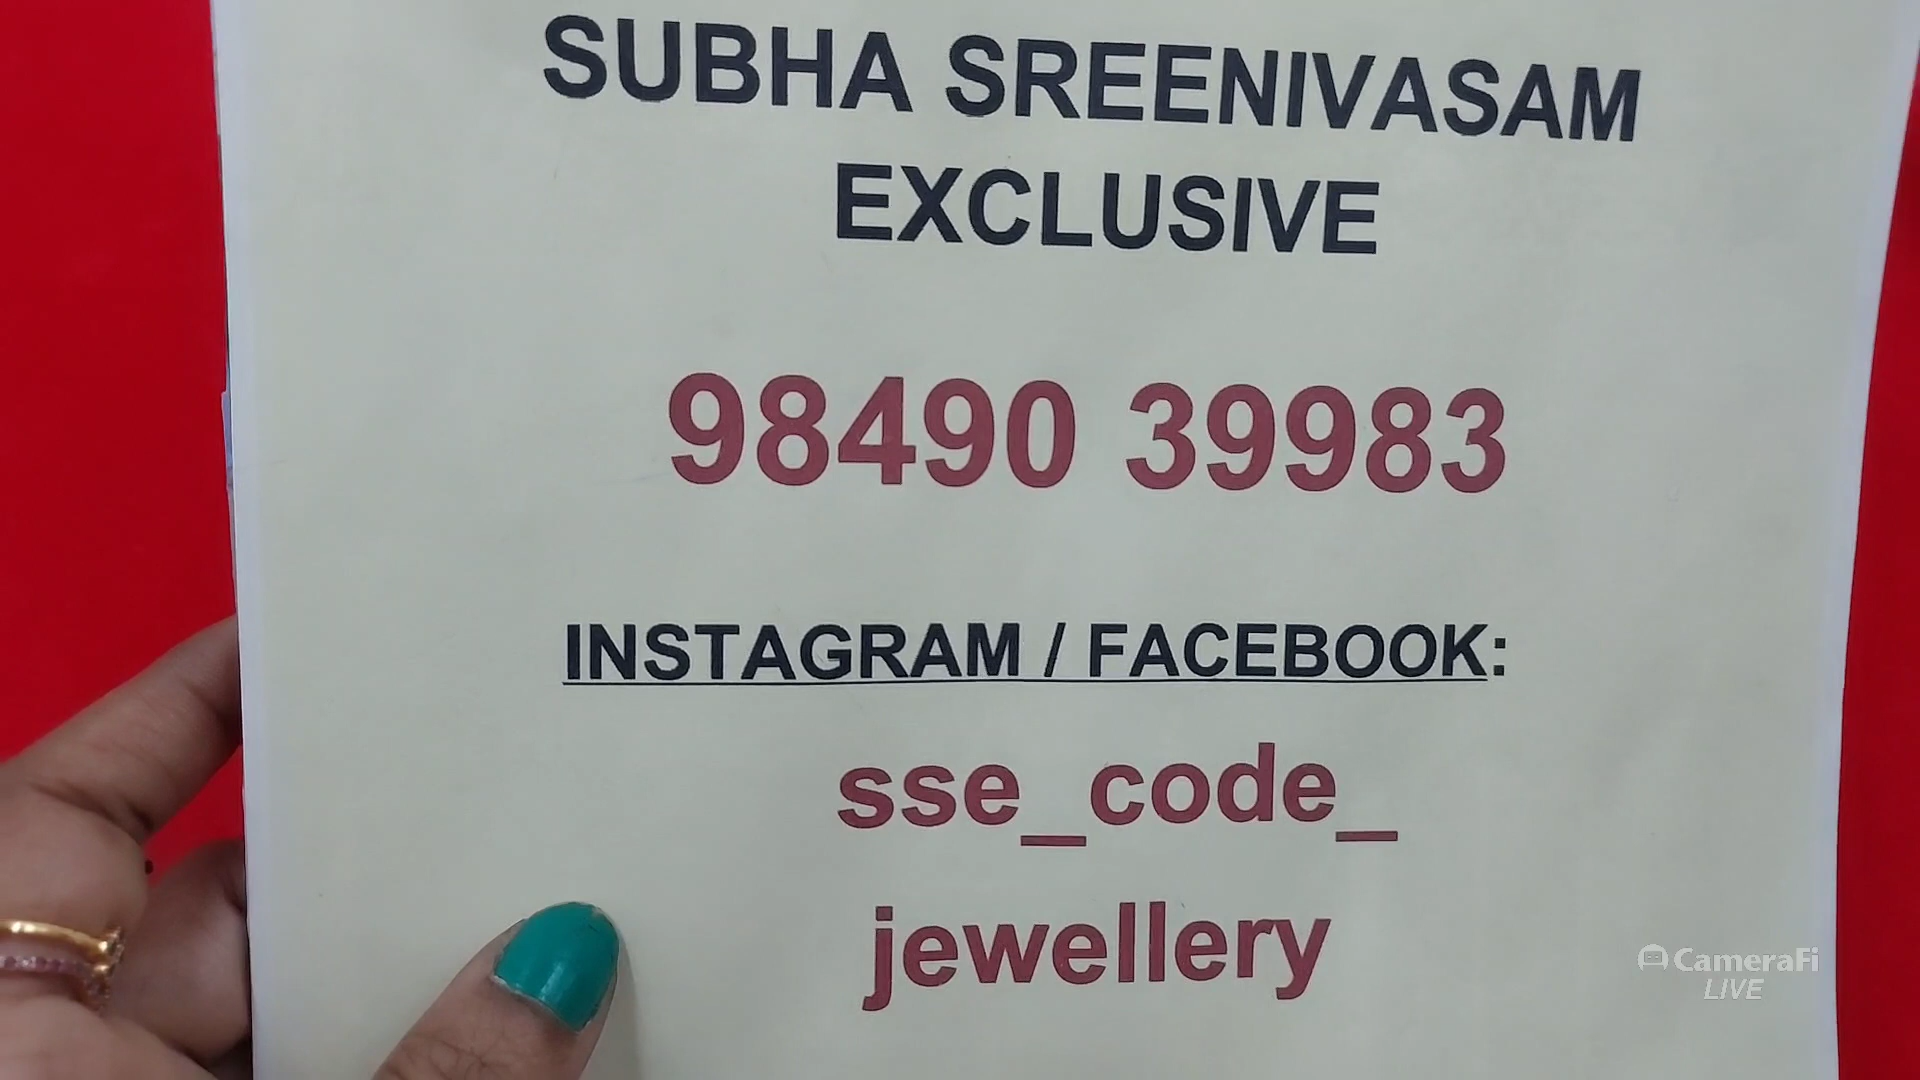 SUBHA SREENIVASAM
EXCLUSIVE
98490 39983
INSTAGRAM / FACEBOOK:
sse_code_
jewellery
CameraFi
LIVE